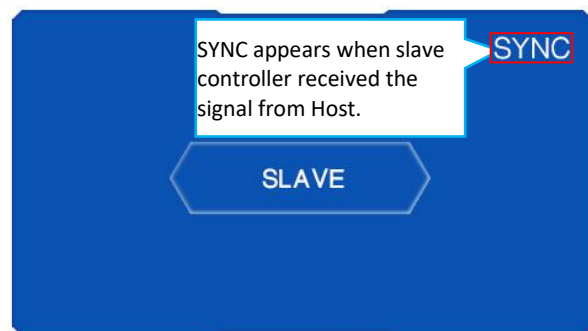 SYNC appears when slave
controller received the
signal from Host.
SYNC
SLAVE